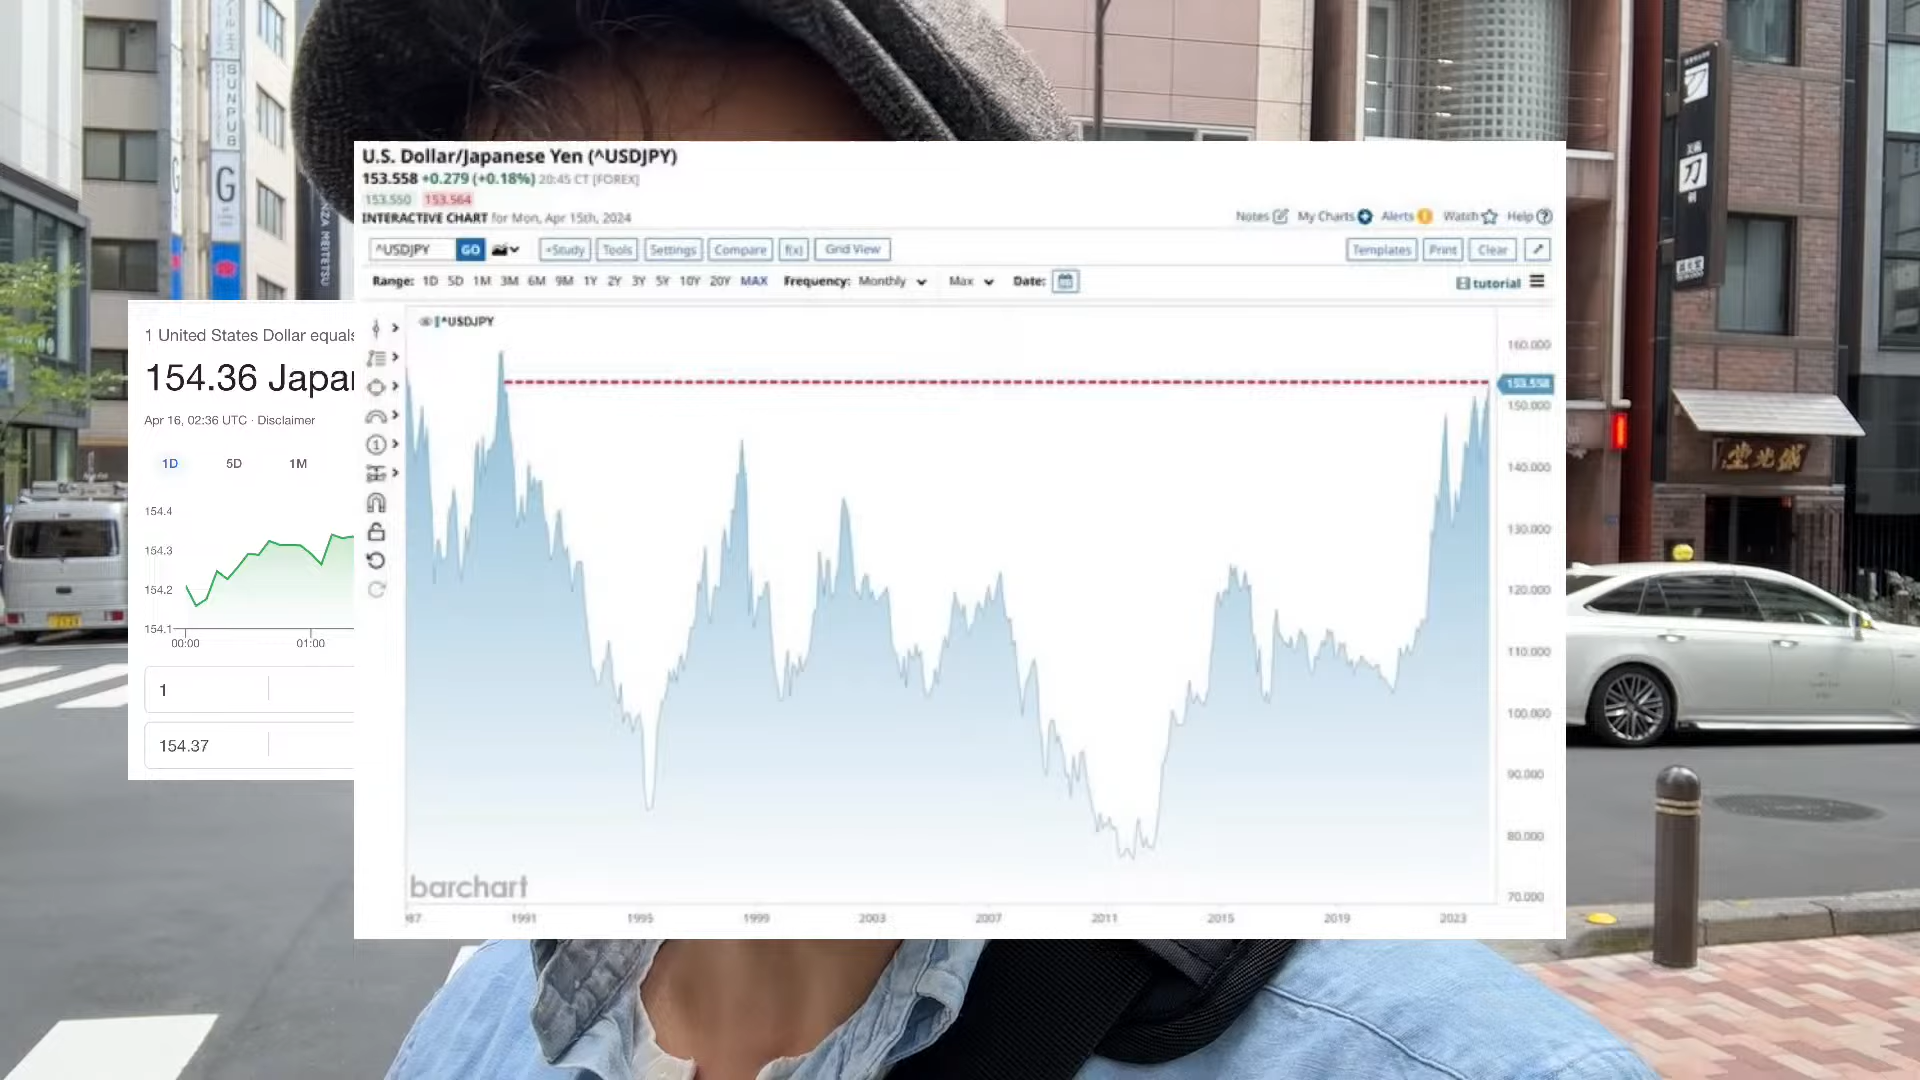 U.S. Dollar/Japanese Yen (^USDJPY)
153.558 +0.279 (+0.18%) 20:45 CT [FOREX]
153.550 153.564
INTERACTIVE CHART for Mon, Apr 15th, 2024
Notes My Charts Alerts Watch Help
^USDJPY GO +Study Tools Settings Compare f(x) Grid View Templates Print Clear
Range: 1D 5D 1M 3M 6M 9M 1Y 2Y 3Y 5Y 10Y 20Y MAX Frequency: Monthly Max Date: tutorial
^USDJPY
160.000
153.558
150.000
140.000
130.000
120.000
110.000
100.000
90.000
80.000
70.000
barchart
1991 1995 1999 2003 2007 2011 2015 2019 2023
1 United States Dollar equals
154.36 Japan
Apr 16, 02:36 UTC · Disclaimer
1D 5D 1M
154.4
154.3
154.2
154.1
00:00 01:00
1
154.37
SUNPUB
G
G
刀